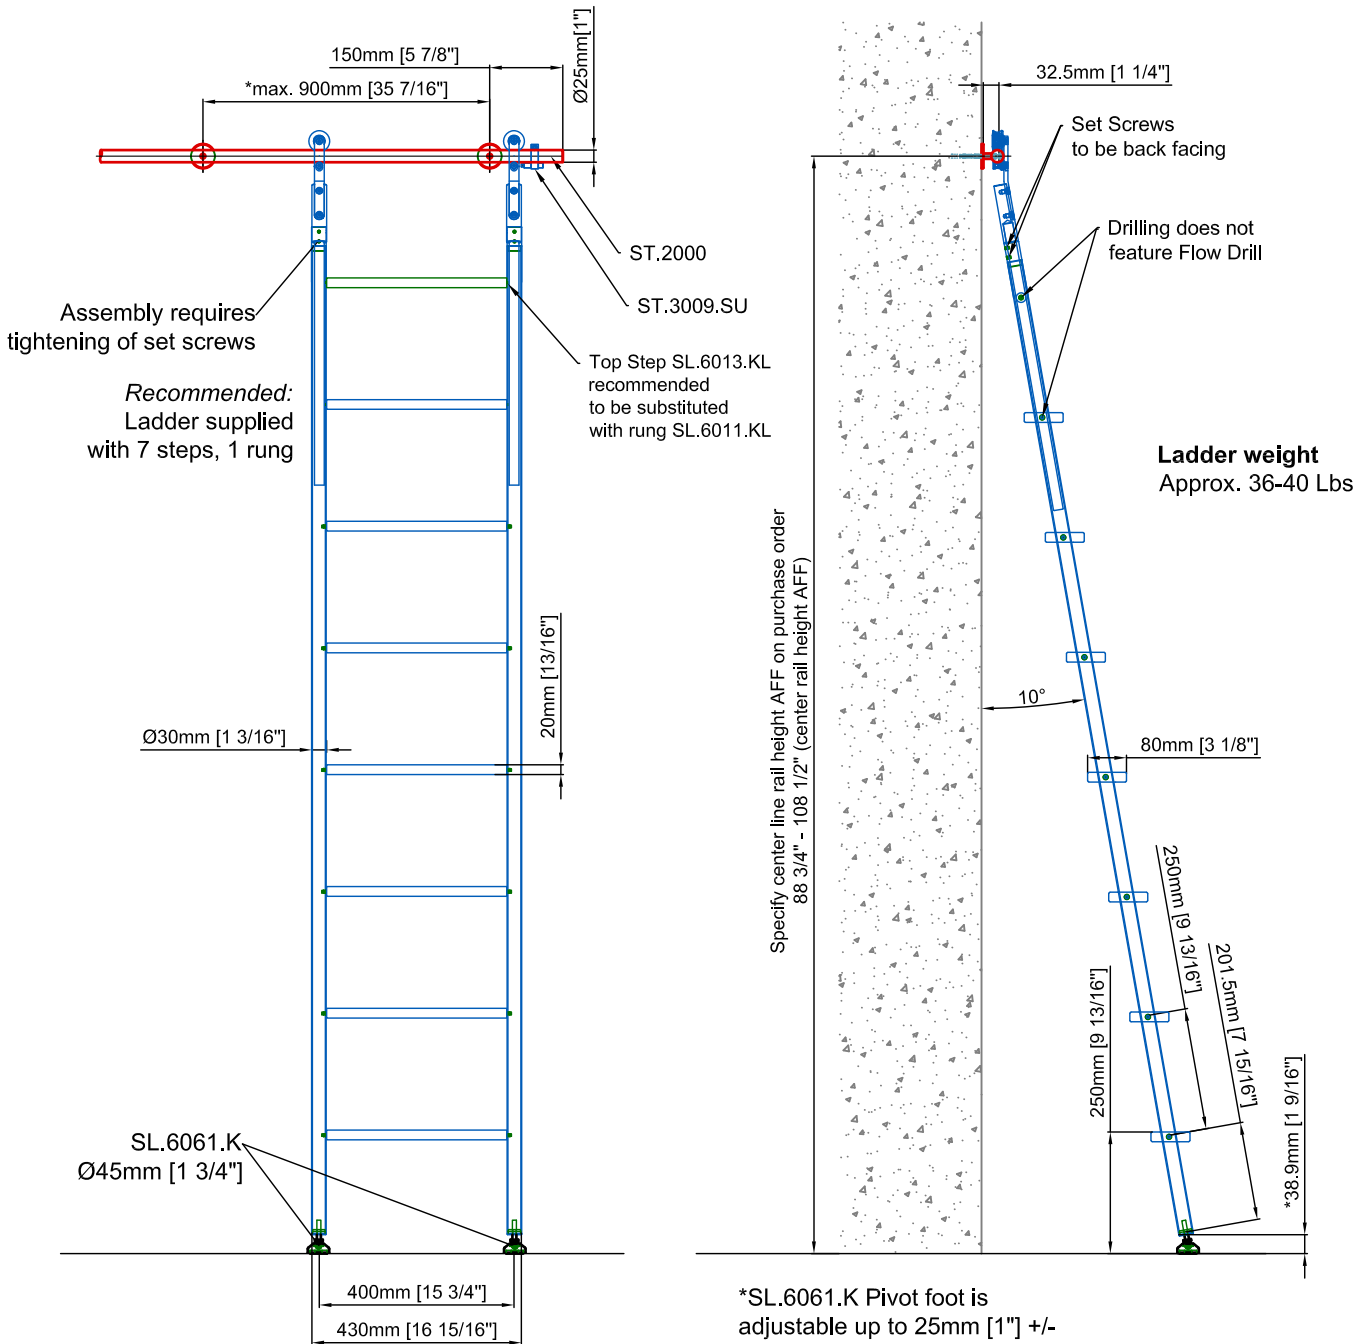 150mm [5 7/8"]
*max. 900mm [35 7/16"]
Ø25mm[1"]
ST.2000
ST.3009.SU
Assembly requires
tightening of set screws
Recommended:
Ladder supplied
with 7 steps, 1 rung
Top Step SL.6013.KL
recommended
to be substituted
with rung SL.6011.KL
20mm [13/16"]
Ø30mm [1 3/16"]
SL.6061.K
Ø45mm [1 3/4"]
400mm [15 3/4"]
430mm [16 15/16"]
32.5mm [1 1/4"]
Set Screws
to be back facing
Drilling does not
feature Flow Drill
Ladder weight
Approx. 36-40 Lbs
Specify center line rail height AFF on purchase order
88 3/4" - 108 1/2" (center rail height AFF)
10°
80mm [3 1/8"]
250mm [9 13/16"]
201.5mm [7 15/16"]
250mm [9 13/16"]
*38.9mm [1 9/16"]
*SL.6061.K Pivot foot is
adjustable up to 25mm [1"] +/-